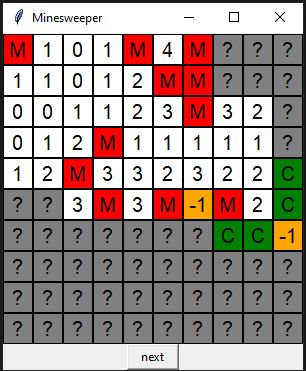 Minesweeper
M 1 0 1 M 4 M ? ? ?
1 1 0 1 2 M M ? ? ?
0 0 1 1 2 3 M 3 2 ?
0 1 2 M 1 1 1 1 1 ?
1 2 M 3 3 2 3 2 2 C
? ? 3 M 3 M -1 M 2 C
? ? ? ? ? ? ? C C -1
? ? ? ? ? ? ? ? ? ?
? ? ? ? ? ? ? ? ? ?
? ? ? ? ? ? ? ? ? ?
next